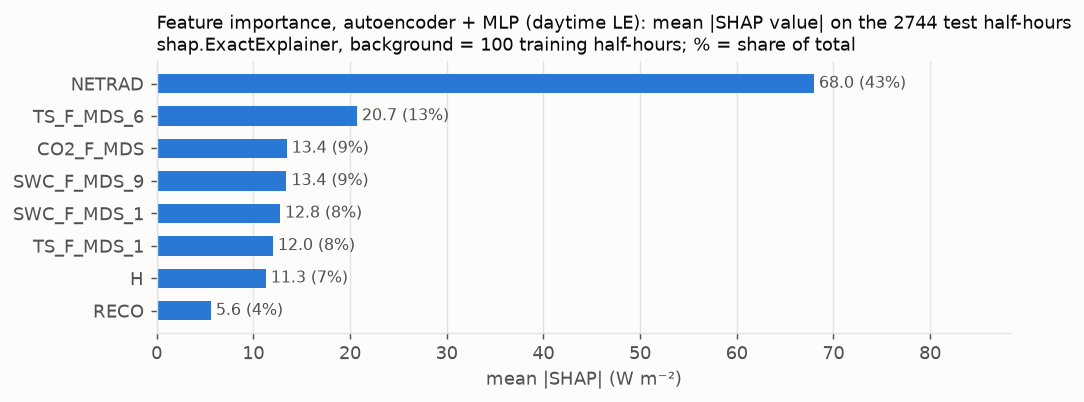 Feature importance, autoencoder + MLP (daytime LE): mean |SHAP value| on the 2744 test half-hours
shap.ExactExplainer, background = 100 training half-hours; % = share of total
NETRAD 68.0 (43%)
TS_F_MDS_6 20.7 (13%)
CO2_F_MDS 13.4 (9%)
SWC_F_MDS_9 13.4 (9%)
SWC_F_MDS_1 12.8 (8%)
TS_F_MDS_1 12.0 (8%)
H 11.3 (7%)
RECO 5.6 (4%)
0 10 20 30 40 50 60 70 80
mean |SHAP| (W m⁻²)